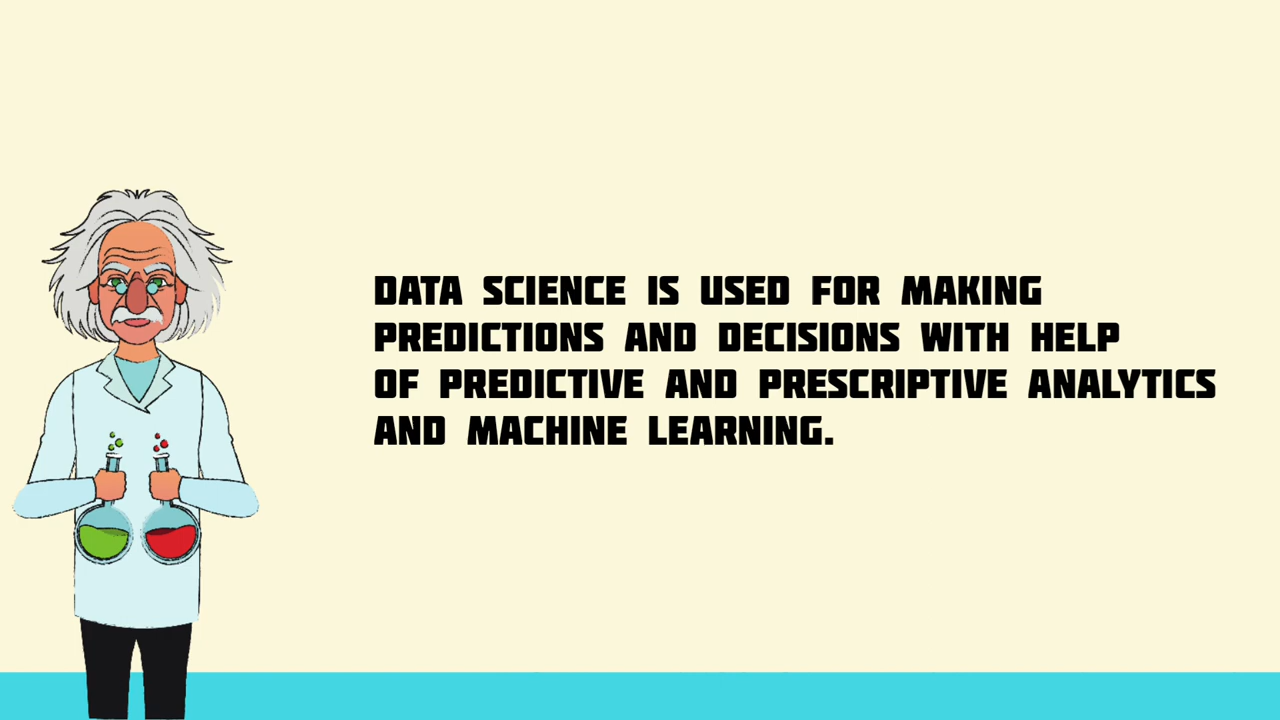 DATA SCIENCE IS USED FOR MAKING
PREDICTIONS AND DECISIONS WITH HELP
OF PREDICTIVE AND PRESCRIPTIVE ANALYTICS
AND MACHINE LEARNING.